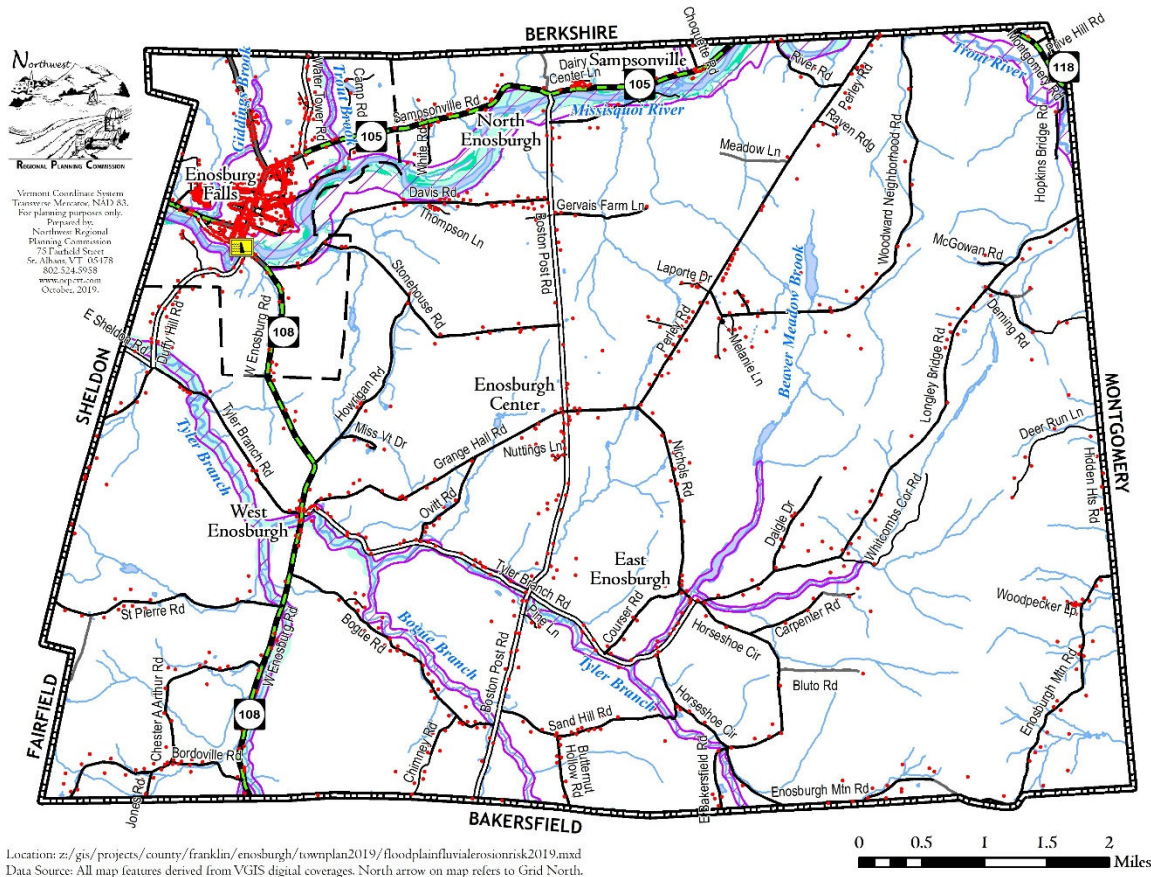 BERKSHIRE
Northwest
REGIONAL PLANNING COMMISSION
Vermont Coordinate System
Transverse Mercator, NAD 83.
For planning purposes only.
Prepared by:
Northwest Regional
Planning Commission
75 Fairfield Street
St. Albans, VT 05478
802.524.5958
www.nrpcvt.com
October, 2019.
Giddings Brook
Water Tower Rd
Trout Brook
Camp Rd
Sampsonville Rd
105
White Rd
Dairy
Center Ln
Sampsonville
105
Choquette Rd
Missisquoi River
North
Enosburgh
River Rd
Perley Rd
Raven Rdg
Meadow Ln
Woodward Neighborhood Rd
Trout River
Montgomery Rd
Olive Hill Rd
118
Hopkins Bridge Rd
Enosburg
Falls
Davis Rd
Thompson Ln
Boston Post Rd
Gervais Farm Ln
Stonehouse Rd
McGowan Rd
Laporte Dr
Perley Rd
Melanie Ln
Beaver Meadow Brook
Deming Rd
Longley Bridge Rd
E Sheldon Rd
Duffy Hill Rd
W Enosburg Rd
108
SHELDON
MONTGOMERY
Tyler Branch Rd
Tyler Branch
Howrigan Rd
Miss Vt Dr
Grange Hall Rd
Enosburgh
Center
Nuttings Ln
Ovitt Rd
Nichols Rd
Deer Run Ln
Hidden Hts Rd
Daigle Dr
Whitcombs Cor Rd
West
Enosburgh
East
Enosburgh
Tyler Branch Rd
Pine Ln
Courser Rd
St Pierre Rd
Bogue Rd
Bogue Branch
Tyler Branch
Horseshoe Cir
Carpenter Rd
Woodpecker Lp
Bluto Rd
W Enosburg Rd
FAIRFIELD
Chester A Arthur Rd
108
Bordoville Rd
Jones Rd
Chimney Rd
Boston Post Rd
Sand Hill Rd
Butternut
Hollow Rd
Horseshoe Cir
E Bakersfield Rd
Enosburgh Mtn Rd
Enosburgh Mtn Rd
BAKERSFIELD
0 0.5 1 1.5 2
Miles
Location: z:/gis/projects/county/franklin/enosburgh/townplan2019/floodplainfluvialerosionrisk2019.mxd
Data Source: All map features derived from VGIS digital coverages. North arrow on map refers to Grid North.